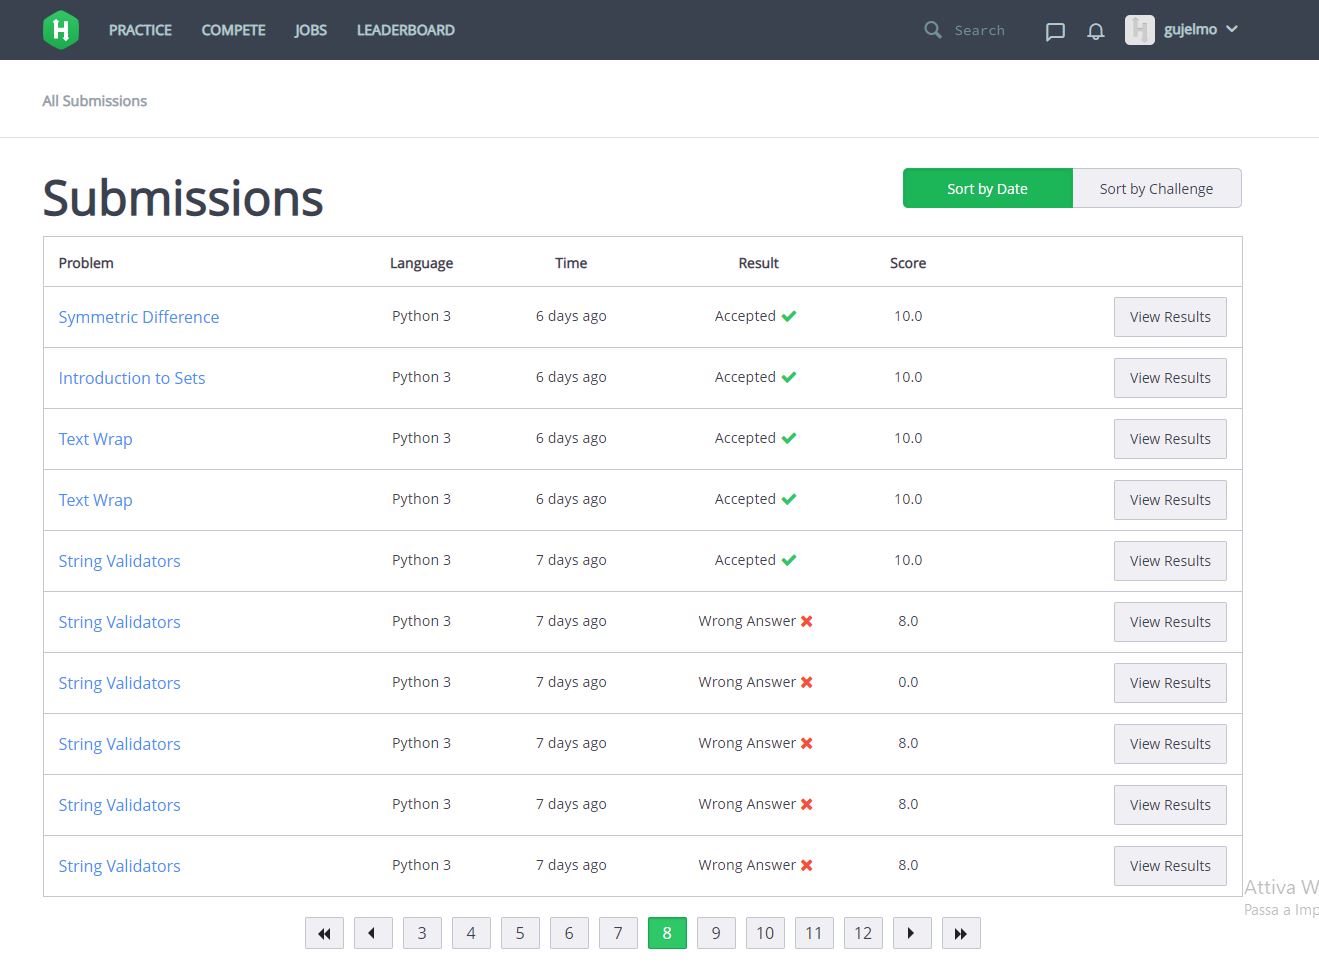 H PRACTICE COMPETE JOBS LEADERBOARD Search H gujelmo
All Submissions
Submissions Sort by Date Sort by Challenge
Problem Language Time Result Score
Symmetric Difference Python 3 6 days ago Accepted 10.0 View Results
Introduction to Sets Python 3 6 days ago Accepted 10.0 View Results
Text Wrap Python 3 6 days ago Accepted 10.0 View Results
Text Wrap Python 3 6 days ago Accepted 10.0 View Results
String Validators Python 3 7 days ago Accepted 10.0 View Results
String Validators Python 3 7 days ago Wrong Answer 8.0 View Results
String Validators Python 3 7 days ago Wrong Answer 0.0 View Results
String Validators Python 3 7 days ago Wrong Answer 8.0 View Results
String Validators Python 3 7 days ago Wrong Answer 8.0 View Results
String Validators Python 3 7 days ago Wrong Answer 8.0 View Results
Attiva W
Passa a Imp
3 4 5 6 7 8 9 10 11 12